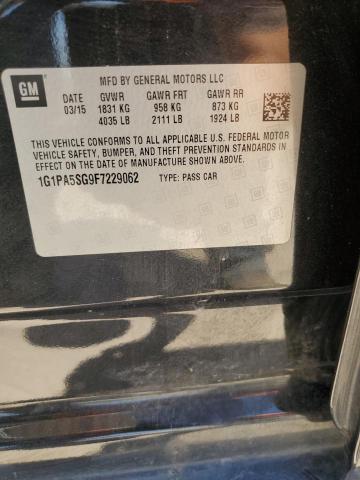 GM
MFD BY GENERAL MOTORS LLC
DATE GVWR GAWR FRT GAWR RR
03/15 1831 KG 958 KG 873 KG
4035 LB 2111 LB 1924 LB
THIS VEHICLE CONFORMS TO ALL APPLICABLE U.S. FEDERAL MOTOR
VEHICLE SAFETY, BUMPER, AND THEFT PREVENTION STANDARDS IN
EFFECT ON THE DATE OF MANUFACTURE SHOWN ABOVE.
1G1PA5SG9F7229062 TYPE: PASS CAR